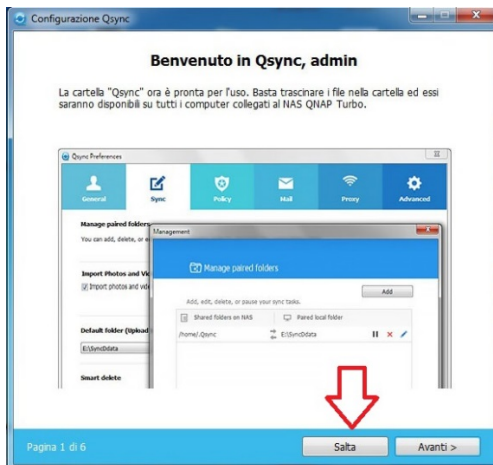 Configurazione Qsync
Benvenuto in Qsync, admin
La cartella "Qsync" ora è pronta per l'uso. Basta trascinare i file nella cartella ed essi
saranno disponibili su tutti i computer collegati al NAS QNAP Turbo.
Qsync Preferences
General Sync Policy Mail Proxy Advanced
Manage paired folders
You can add, delete, or
Management
Manage paired folders
Import Photos and Vid
Import photos and vide
Add
Add, edit, delete, or pause your sync tasks.
Shared folders on NAS Paired local folder
Default folder (Upload
/home/.Qsync E:\SyncDdata
E:\SyncDdata
Smart delete
Pagina 1 di 6 Salta Avanti >